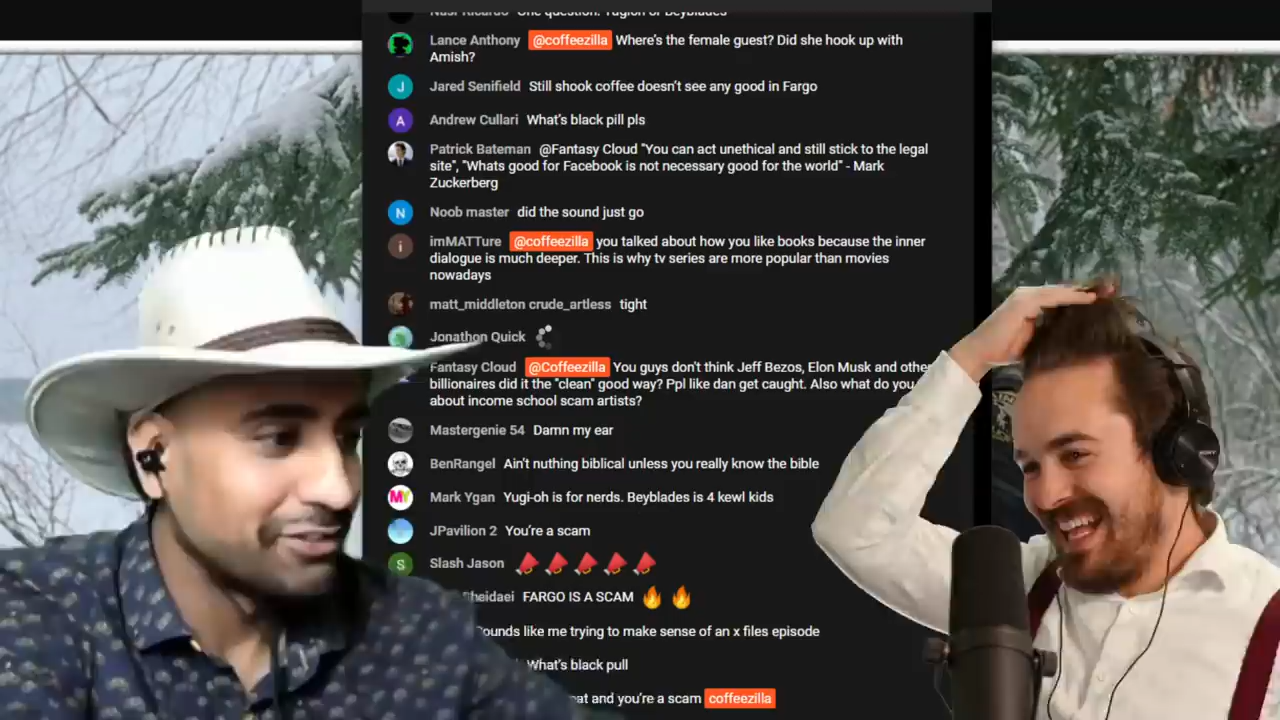 Nasr Ricardo One question. Yugioh or Beyblades
Lance Anthony @coffeezilla Where's the female guest? Did she hook up with
Amish?
J Jared Senifield Still shook coffee doesn't see any good in Fargo
A Andrew Cullari What's black pill pls
Patrick Bateman @Fantasy Cloud "You can act unethical and still stick to the legal
site", "Whats good for Facebook is not necessary good for the world" - Mark
Zuckerberg
N Noob master did the sound just go
i imMATTure @coffeezilla you talked about how you like books because the inner
dialogue is much deeper. This is why tv series are more popular than movies
nowadays
matt_middleton crude_artless tight
Jonathon Quick
Fantasy Cloud @Coffeezilla You guys don't think Jeff Bezos, Elon Musk and other
billionaires did it the "clean" good way? Ppl like dan get caught. Also what do you
about income school scam artists?
Mastergenie 54 Damn my ear
BenRangel Ain't nuthing biblical unless you really know the bible
MY Mark Ygan Yugi-oh is for nerds. Beyblades is 4 kewl kids
JPavilion 2 You're a scam
S Slash Jason
Sheidaei FARGO IS A SCAM
Sounds like me trying to make sense of an x files episode
What's black pull
and you're a scam coffeezilla
SONY